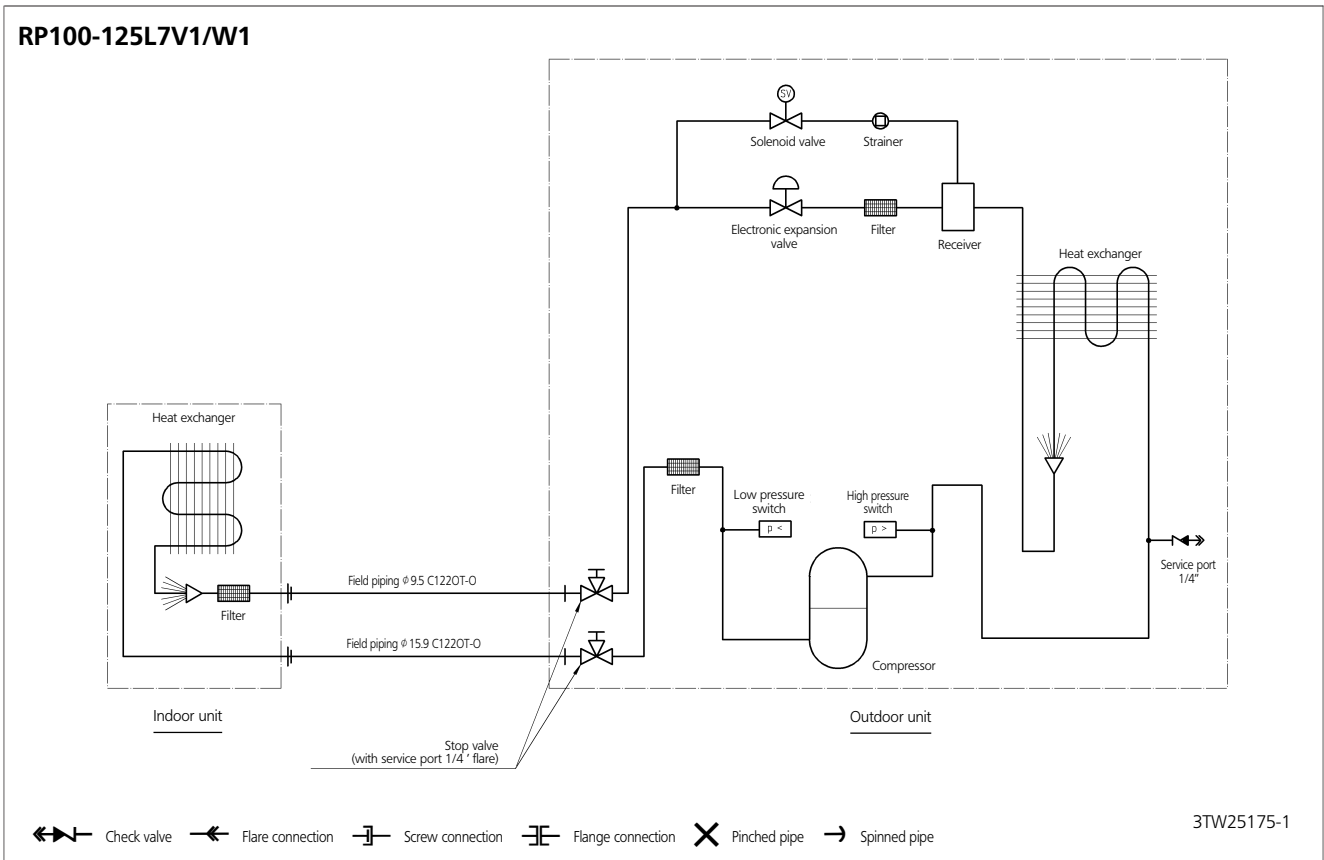 RP100-125L7V1/W1
SV
Solenoid valve
Strainer
Electronic expansion
valve
Filter
Receiver
Heat exchanger
Heat exchanger
Filter
Low pressure
switch
p <
High pressure
switch
p >
Service port
1/4"
Field piping ϕ 9.5 C1220T-O
Filter
Field piping ϕ 15.9 C1220T-O
Compressor
Indoor unit
Outdoor unit
Stop valve
(with service port 1/4 ' flare)
Check valve
Flare connection
Screw connection
Flange connection
Pinched pipe
Spinned pipe
3TW25175-1